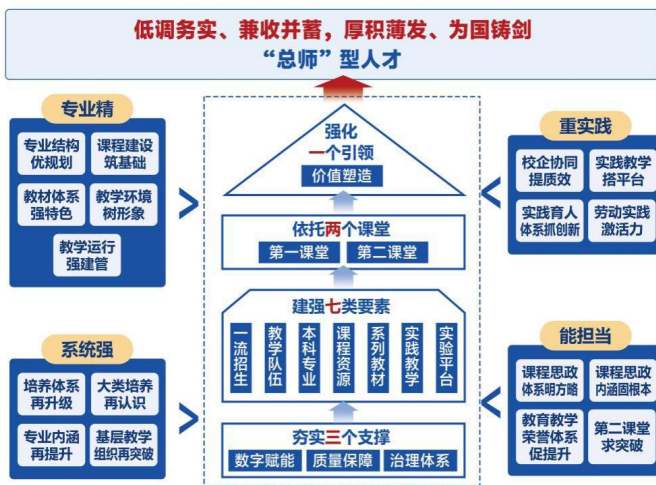 低调务实、兼收并蓄，厚积薄发、为国铸剑
“总师”型人才
专业精
专业结构
优规划
课程建设
筑基础
教材体系
强特色
教学环境
树形象
教学运行
强建管
系统强
培养体系
再升级
大类培养
再认识
专业内涵
再提升
基层教学
组织再突破
强化
一个引领
价值塑造
依托两个课堂
第一课堂
第二课堂
建强七类要素
一流招生
教学队伍
本科专业
课程资源
系列教材
实践教学
实验平台
夯实三个支撑
数字赋能
质量保障
治理体系
重实践
校企协同
提质效
实践教学
搭平台
实践育人
体系抓创新
劳动实践
激活力
能担当
课程思政
体系明方略
课程思政
内涵固根本
教育教学
荣誉体系
促提升
第二课堂
求突破